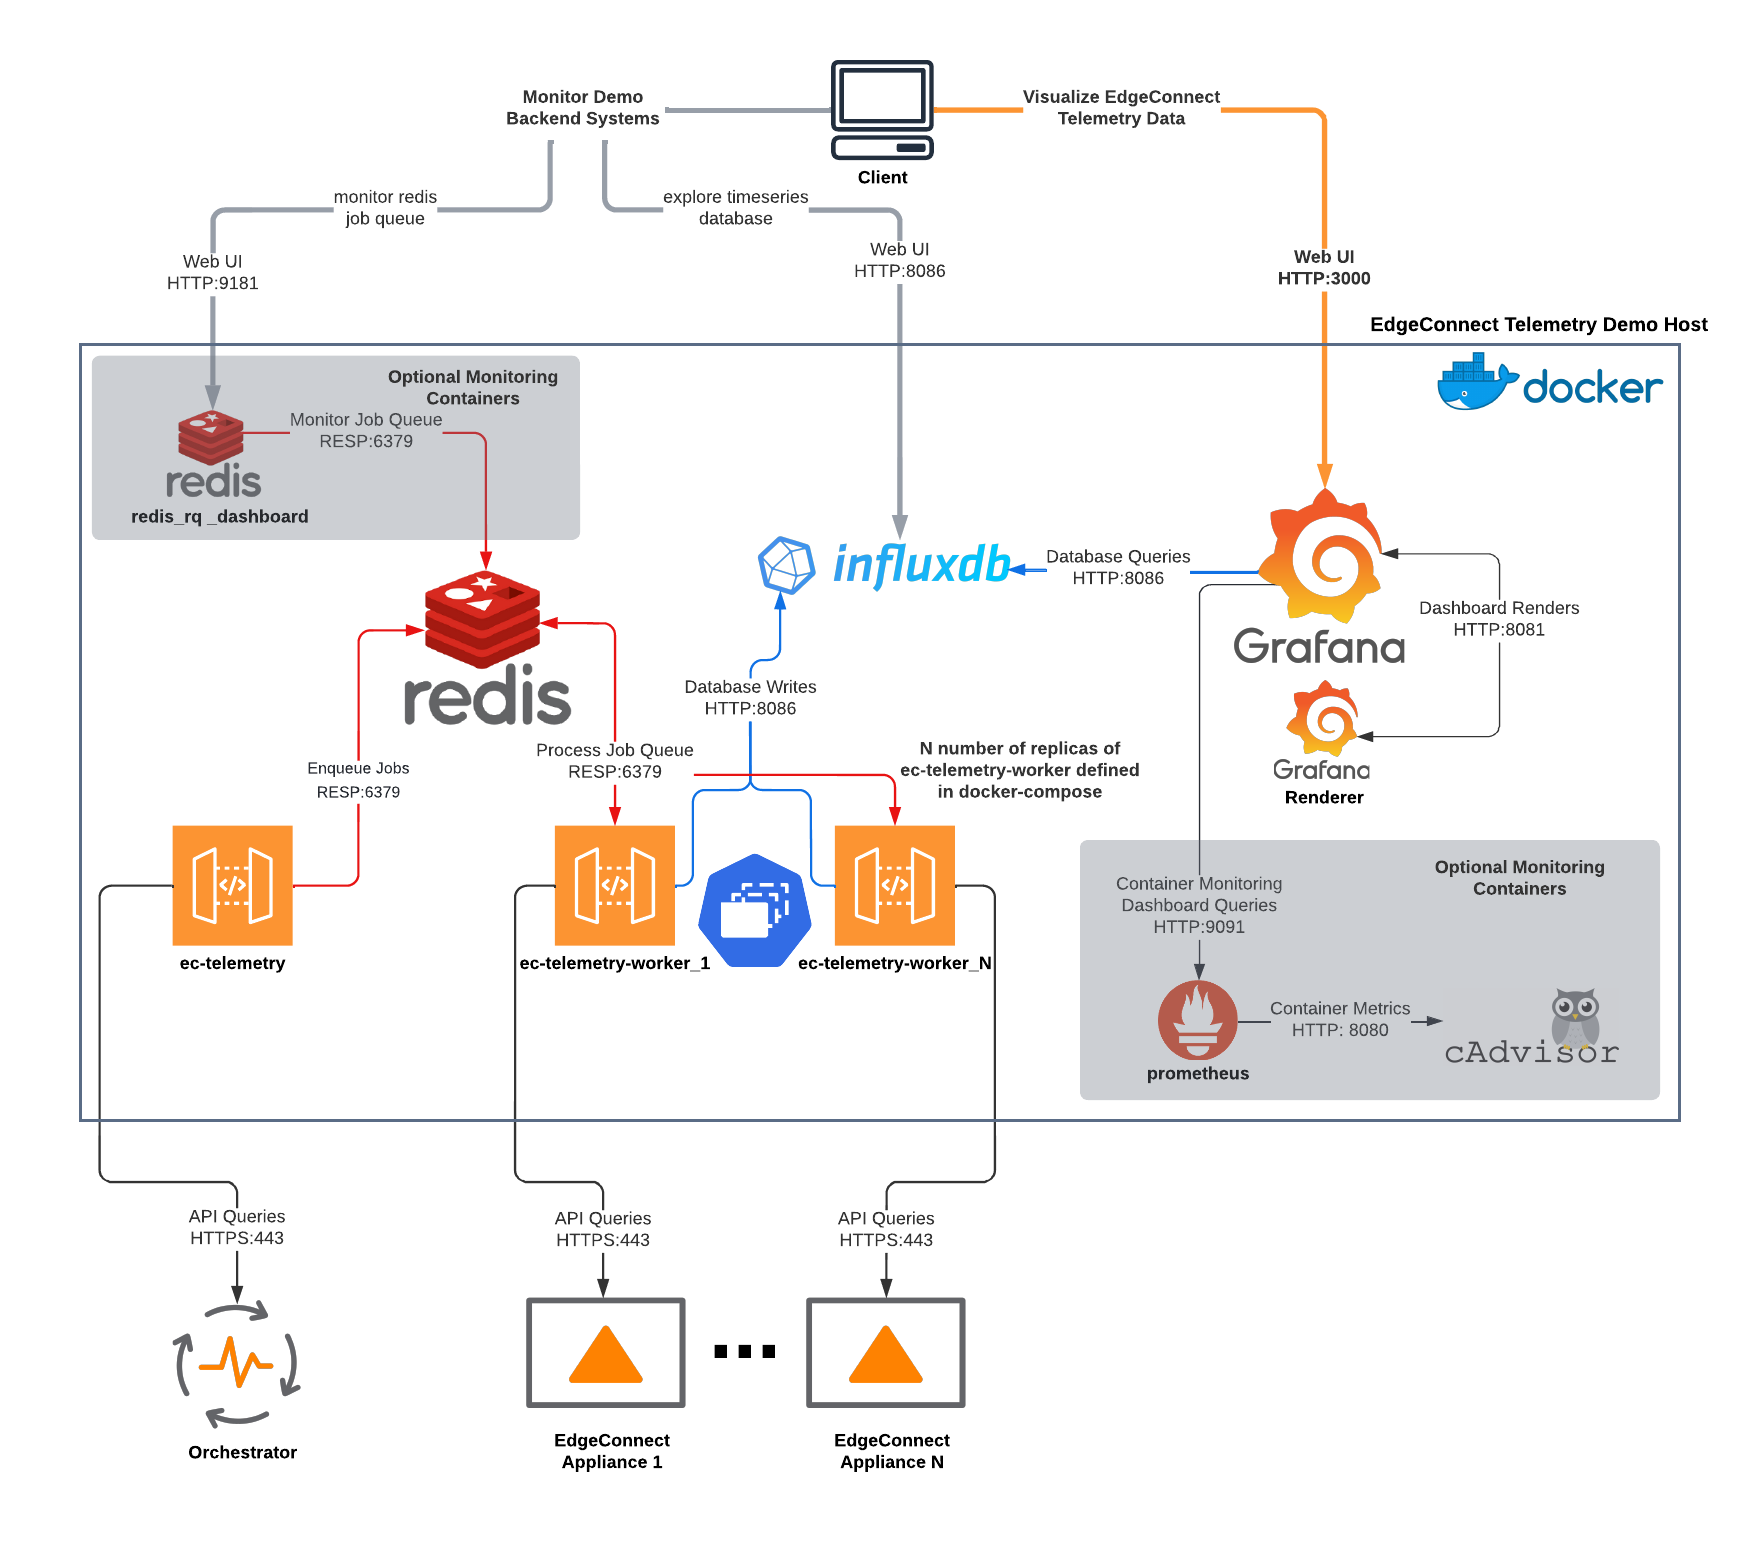 Monitor Demo
Backend Systems
Client
Visualize EdgeConnect
Telemetry Data
monitor redis
job queue
explore timeseries
database
Web UI
HTTP:9181
Web UI
HTTP:8086
Web UI
HTTP:3000
EdgeConnect Telemetry Demo Host
docker
Optional Monitoring
Containers
Monitor Job Queue
RESP:6379
redis
redis_rq _dashboard
influxdb
Database Queries
HTTP:8086
Grafana
Dashboard Renders
HTTP:8081
redis
Database Writes
HTTP:8086
Grafana
Renderer
Enqueue Jobs
RESP:6379
Process Job Queue
RESP:6379
N number of replicas of
ec-telemetry-worker defined
in docker-compose
</>
</>
</>
ec-telemetry
ec-telemetry-worker_1
ec-telemetry-worker_N
Optional Monitoring
Containers
Container Monitoring
Dashboard Queries
HTTP:9091
prometheus
Container Metrics
HTTP: 8080
cAdvisor
API Queries
HTTPS:443
API Queries
HTTPS:443
API Queries
HTTPS:443
Orchestrator
EdgeConnect
Appliance 1
EdgeConnect
Appliance N